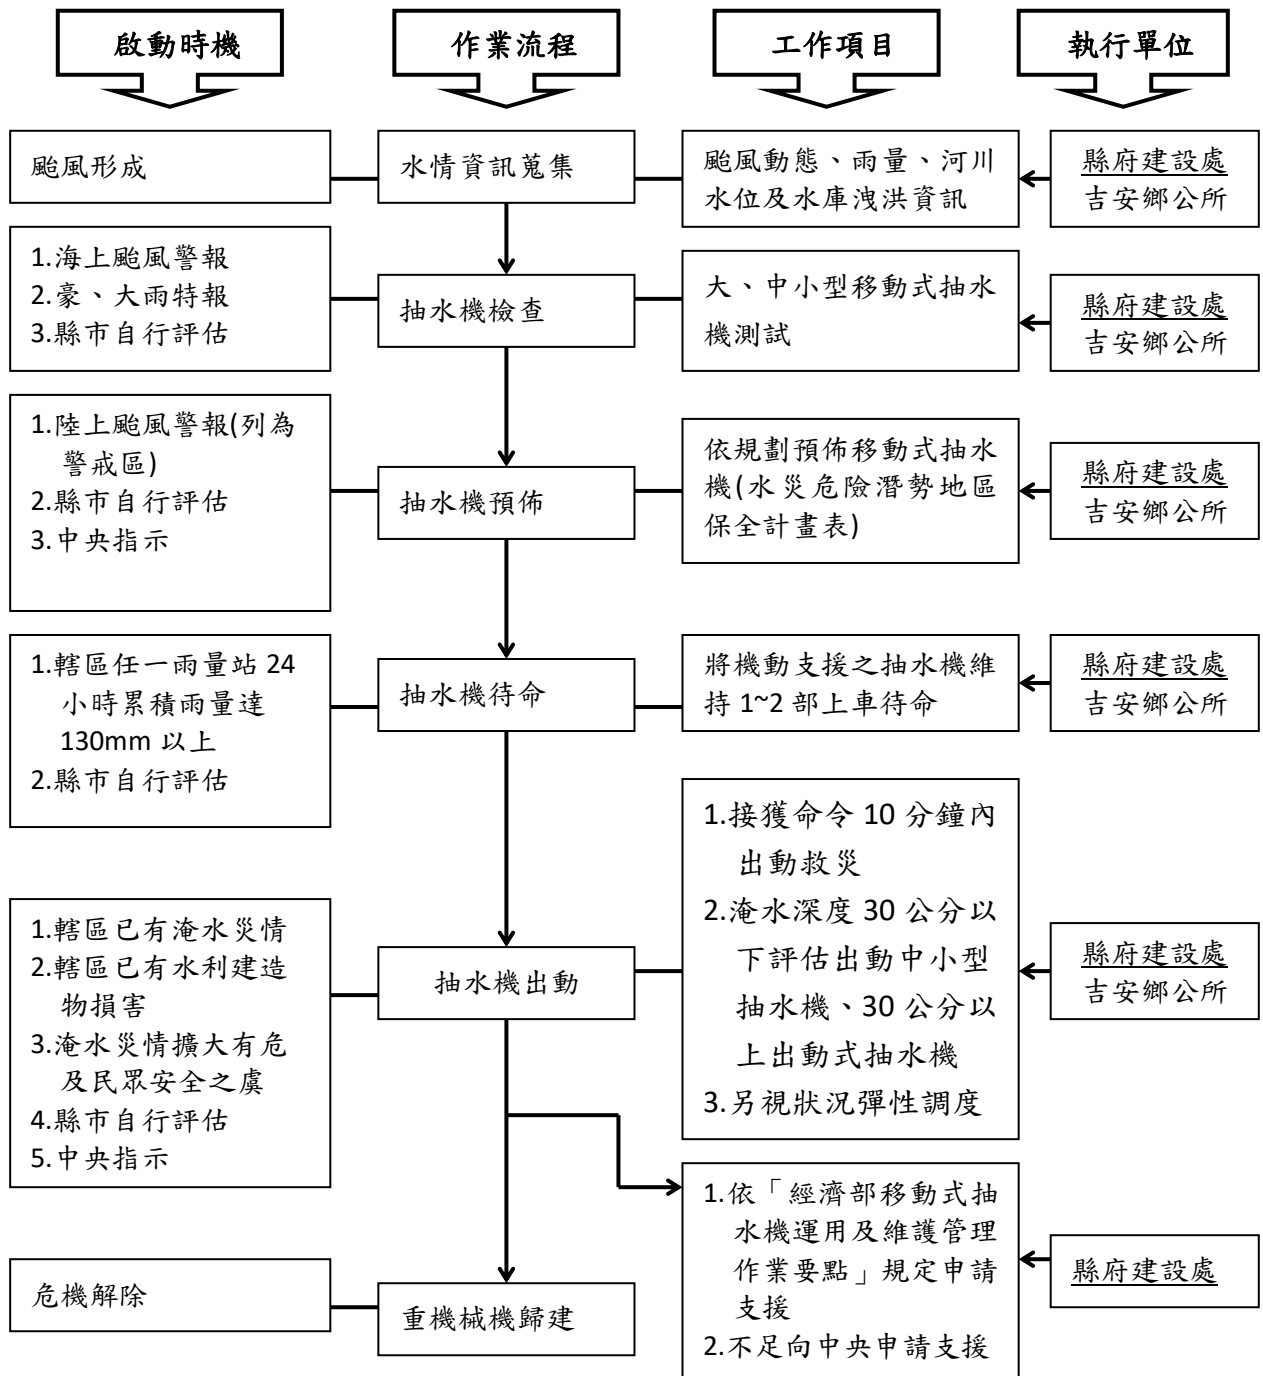 啟動時機
作業流程
工作項目
執行單位
颱風形成
水情資訊蒐集
颱風動態、雨量、河川
水位及水庫洩洪資訊
縣府建設處
吉安鄉公所
1.海上颱風警報
2.豪、大雨特報
3.縣市自行評估
抽水機檢查
大、中小型移動式抽水
機測試
縣府建設處
吉安鄉公所
1.陸上颱風警報(列為
警戒區)
2.縣市自行評估
3.中央指示
抽水機預佈
依規劃預佈移動式抽水
機(水災危險潛勢地區
保全計畫表)
縣府建設處
吉安鄉公所
1.轄區任一雨量站 24
小時累積雨量達
130mm 以上
2.縣市自行評估
抽水機待命
將機動支援之抽水機維
持 1~2 部上車待命
縣府建設處
吉安鄉公所
1.轄區已有淹水災情
2.轄區已有水利建造
物損害
3.淹水災情擴大有危
及民眾安全之虞
4.縣市自行評估
5.中央指示
抽水機出動
1.接獲命令 10 分鐘內
出動救災
2.淹水深度 30 公分以
下評估出動中小型
抽水機、30 公分以
上出動式抽水機
3.另視狀況彈性調度
縣府建設處
吉安鄉公所
危機解除
重機械機歸建
1.依「經濟部移動式抽
水機運用及維護管理
作業要點」規定申請
支援
2.不足向中央申請支援
縣府建設處